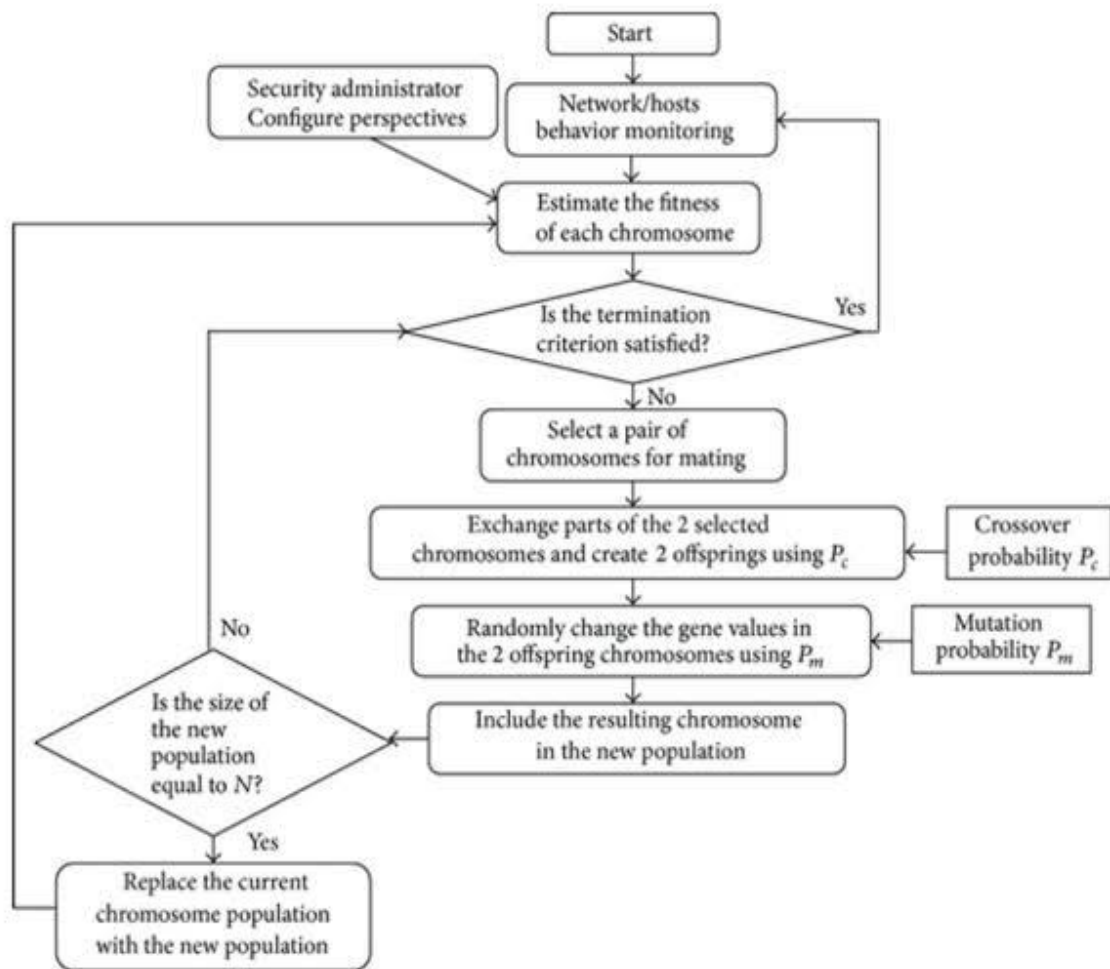 Start
Security administrator
Configure perspectives
Network/hosts
behavior monitoring
Estimate the fitness
of each chromosome
Is the termination
criterion satisfied?
Yes
No
Select a pair of
chromosomes for mating
Exchange parts of the 2 selected
chromosomes and create 2 offsprings using Pc
Crossover
probability Pc
Randomly change the gene values in
the 2 offspring chromosomes using Pm
Mutation
probability Pm
Include the resulting chromosome
in the new population
No
Is the size of
the new
population
equal to N?
Yes
Replace the current
chromosome population
with the new population